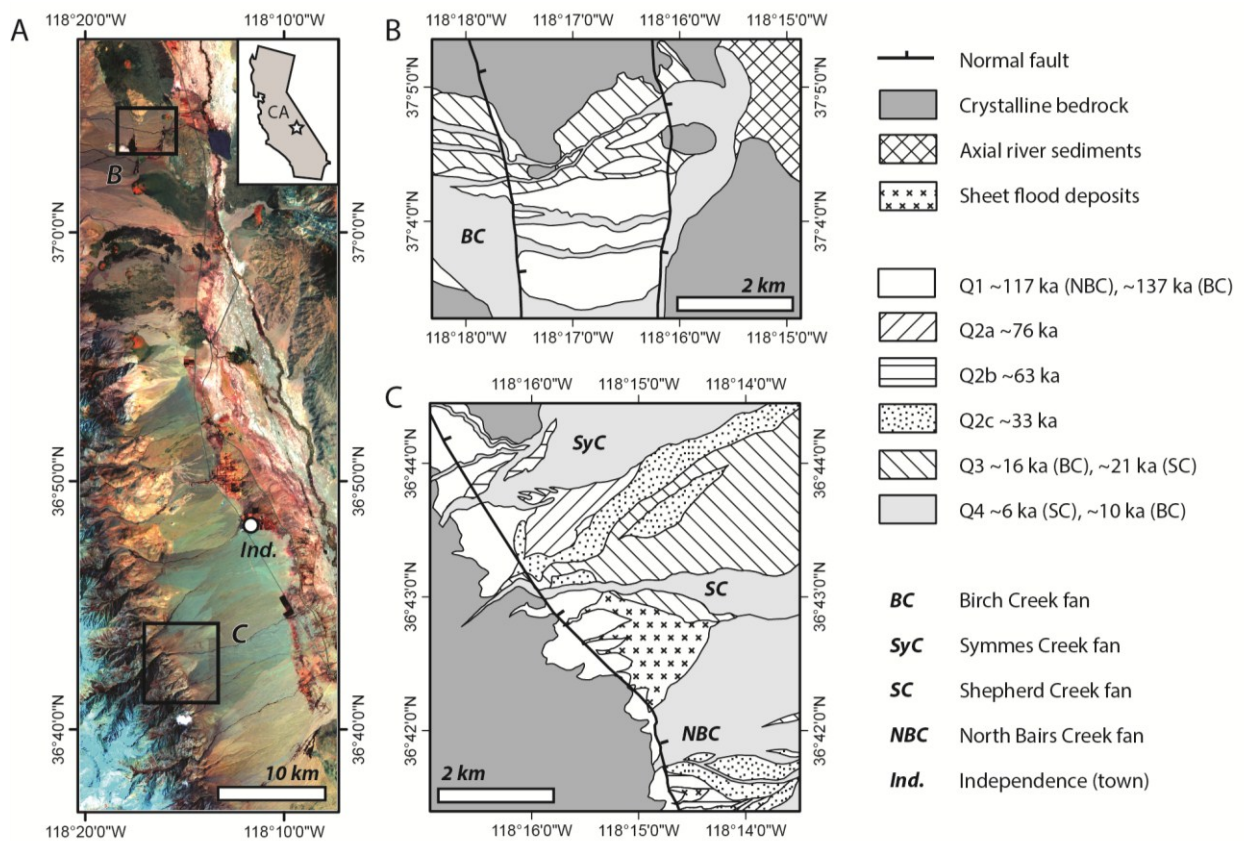 A
118°20'0"W
118°10'0"W
CA
B
37°0'0"N
37°0'0"N
36°50'0"N
36°50'0"N
Ind.
C
36°40'0"N
36°40'0"N
10 km
118°20'0"W
118°10'0"W
B
118°18'0"W
118°17'0"W
118°16'0"W
118°15'0"W
37°5'0"N
37°5'0"N
37°4'0"N
37°4'0"N
BC
2 km
118°18'0"W
118°17'0"W
118°16'0"W
118°15'0"W
C
118°16'0"W
118°15'0"W
118°14'0"W
SyC
36°44'0"N
36°44'0"N
SC
36°43'0"N
36°43'0"N
36°42'0"N
36°42'0"N
NBC
2 km
118°16'0"W
118°15'0"W
118°14'0"W
Normal fault
Crystalline bedrock
Axial river sediments
Sheet flood deposits
Q1 ~117 ka (NBC), ~137 ka (BC)
Q2a ~76 ka
Q2b ~63 ka
Q2c ~33 ka
Q3 ~16 ka (BC), ~21 ka (SC)
Q4 ~6 ka (SC), ~10 ka (BC)
BC Birch Creek fan
SyC Symmes Creek fan
SC Shepherd Creek fan
NBC North Bairs Creek fan
Ind. Independence (town)